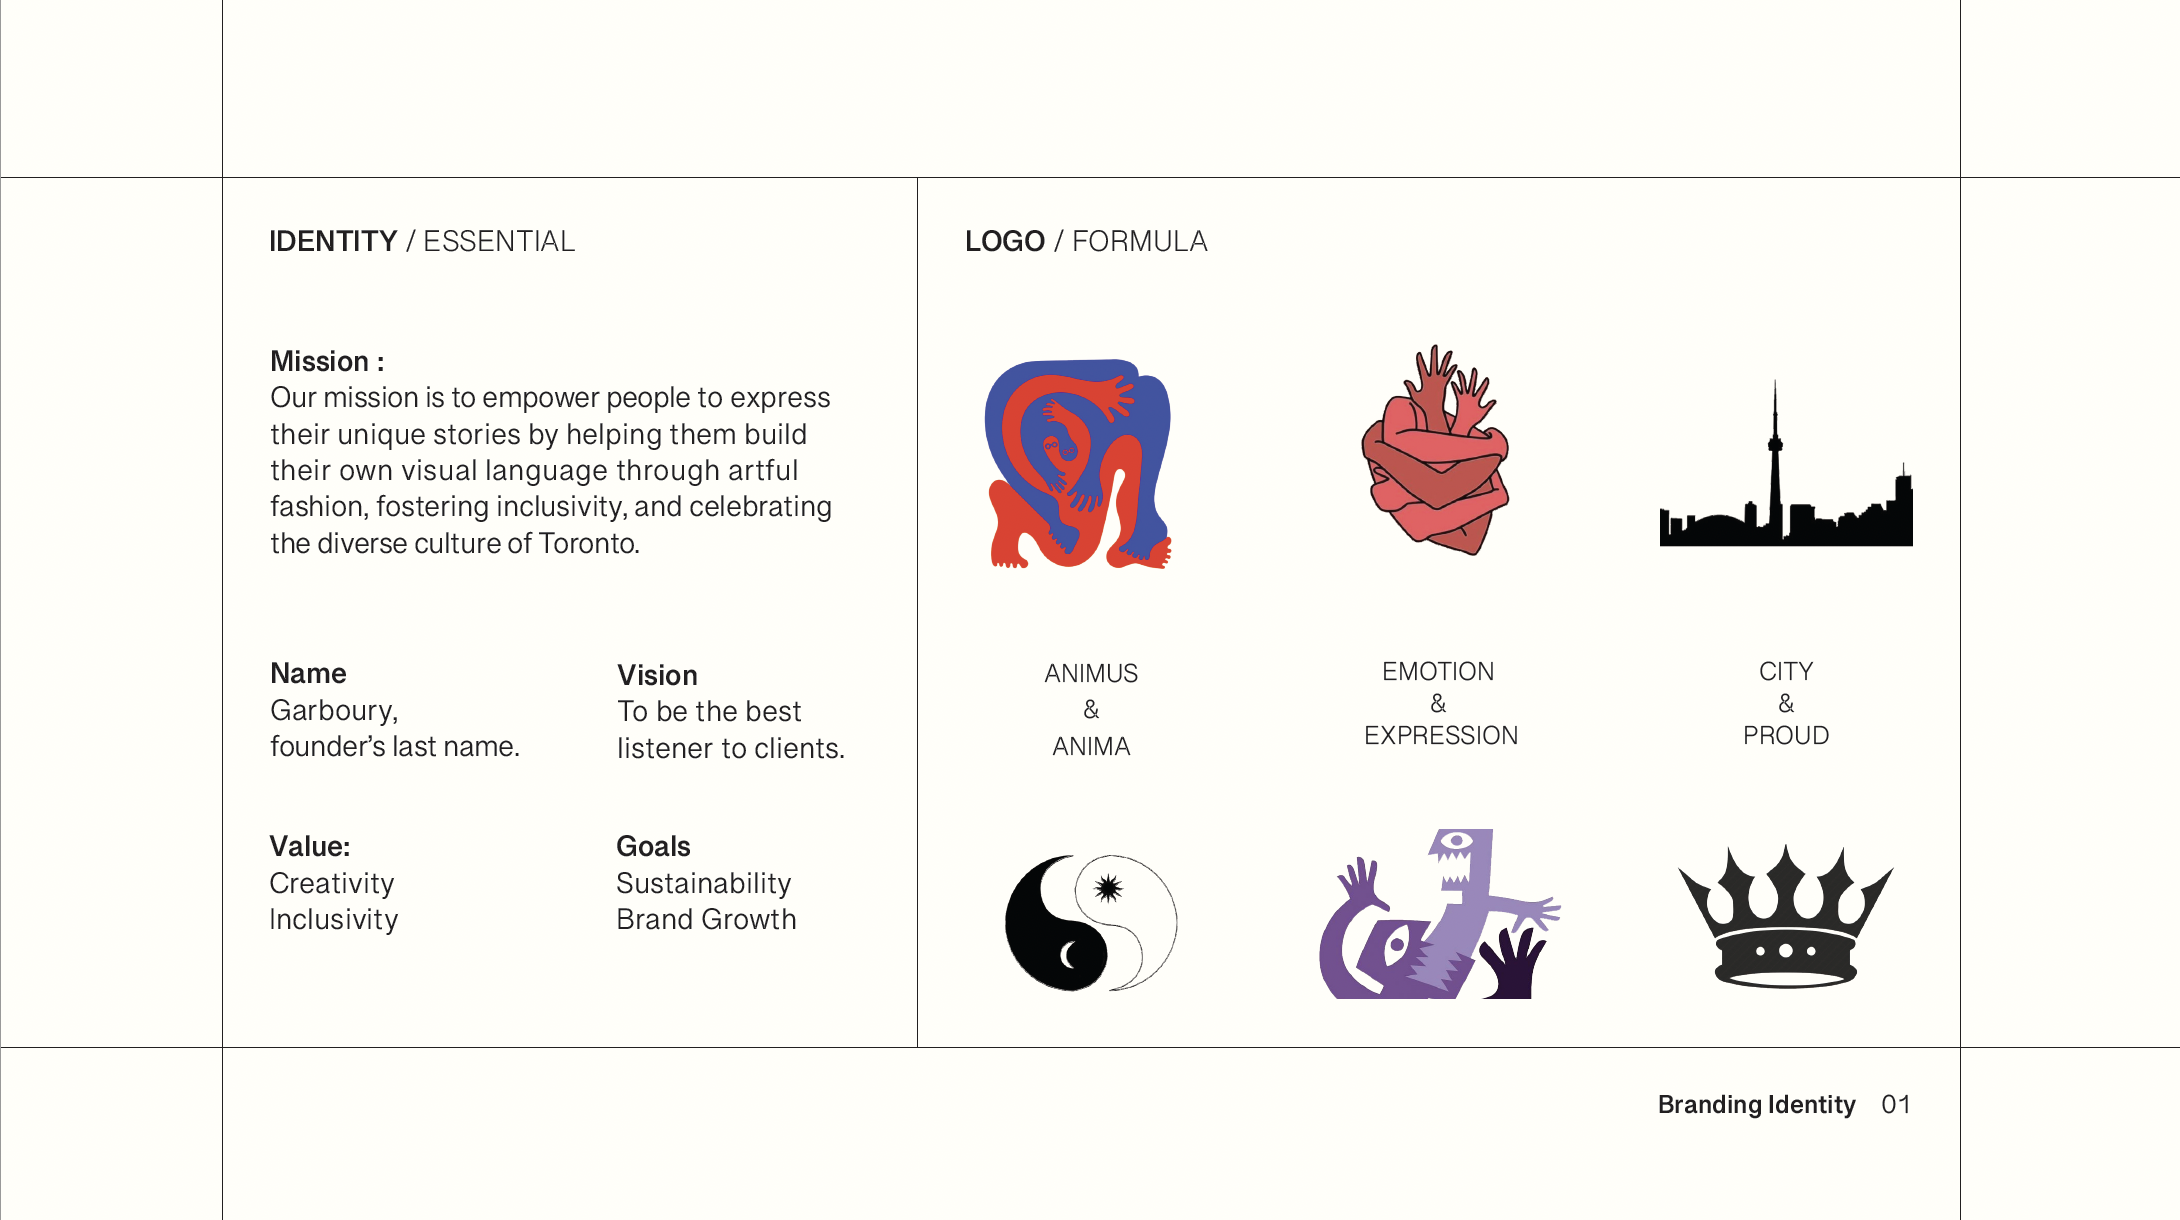 IDENTITY / ESSENTIAL
Mission :
Our mission is to empower people to express
their unique stories by helping them build
their own visual language through artful
fashion, fostering inclusivity, and celebrating
the diverse culture of Toronto.
Name
Garboury,
founder’s last name.
Vision
To be the best
listener to clients.
Value:
Creativity
Inclusivity
Goals
Sustainability
Brand Growth
LOGO / FORMULA
ANIMUS
&
ANIMA
EMOTION
&
EXPRESSION
CITY
&
PROUD
Branding Identity 01